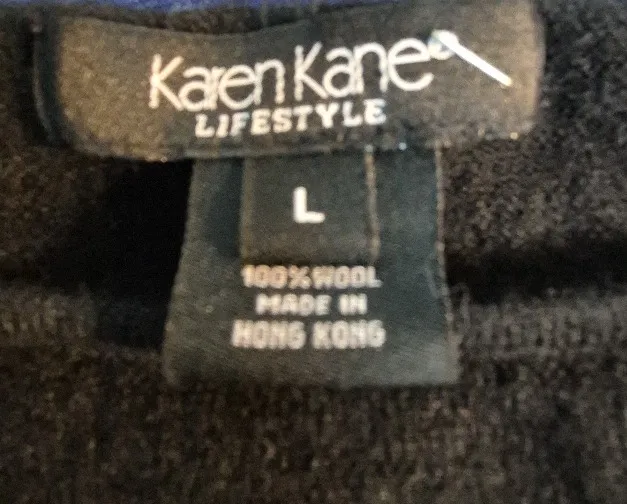 Karen Kane®
LIFESTYLE
L
100% WOOL
MADE IN
HONG KONG